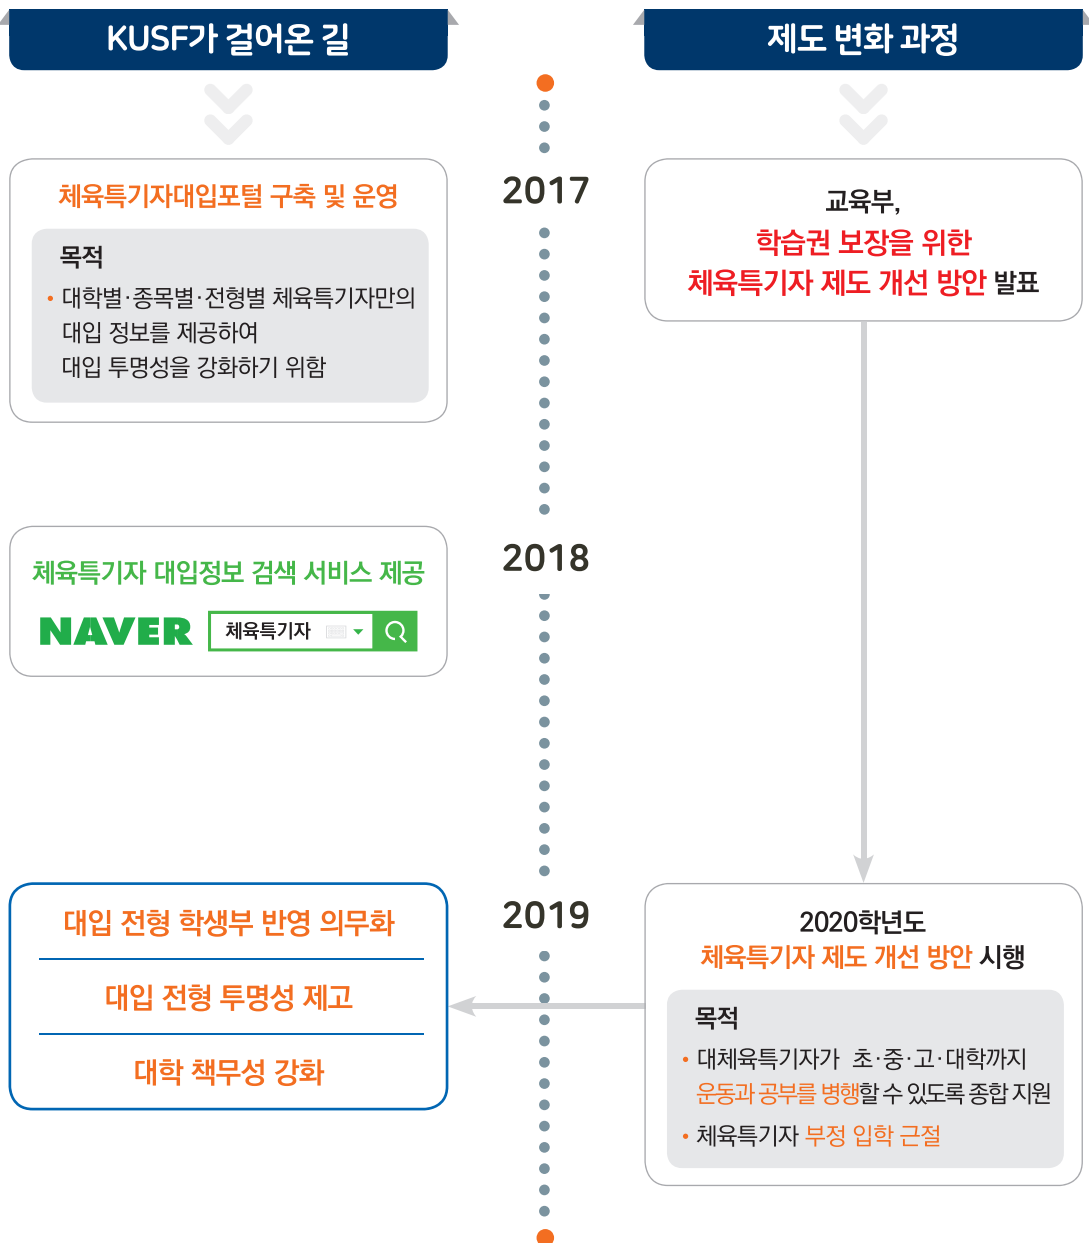 KUSF가 걸어온 길
제도 변화 과정
2017
체육특기자대입포털 구축 및 운영
목적
• 대학별·종목별·전형별 체육특기자만의
대입 정보를 제공하여
대입 투명성을 강화하기 위함
교육부,
학습권 보장을 위한
체육특기자 제도 개선 방안 발표
2018
체육특기자 대입정보 검색 서비스 제공
NAVER 체육특기자
2019
대입 전형 학생부 반영 의무화
대입 전형 투명성 제고
대학 책무성 강화
2020학년도
체육특기자 제도 개선 방안 시행
목적
• 대체육특기자가 초·중·고·대학까지
운동과 공부를 병행할 수 있도록 종합 지원
• 체육특기자 부정 입학 근절